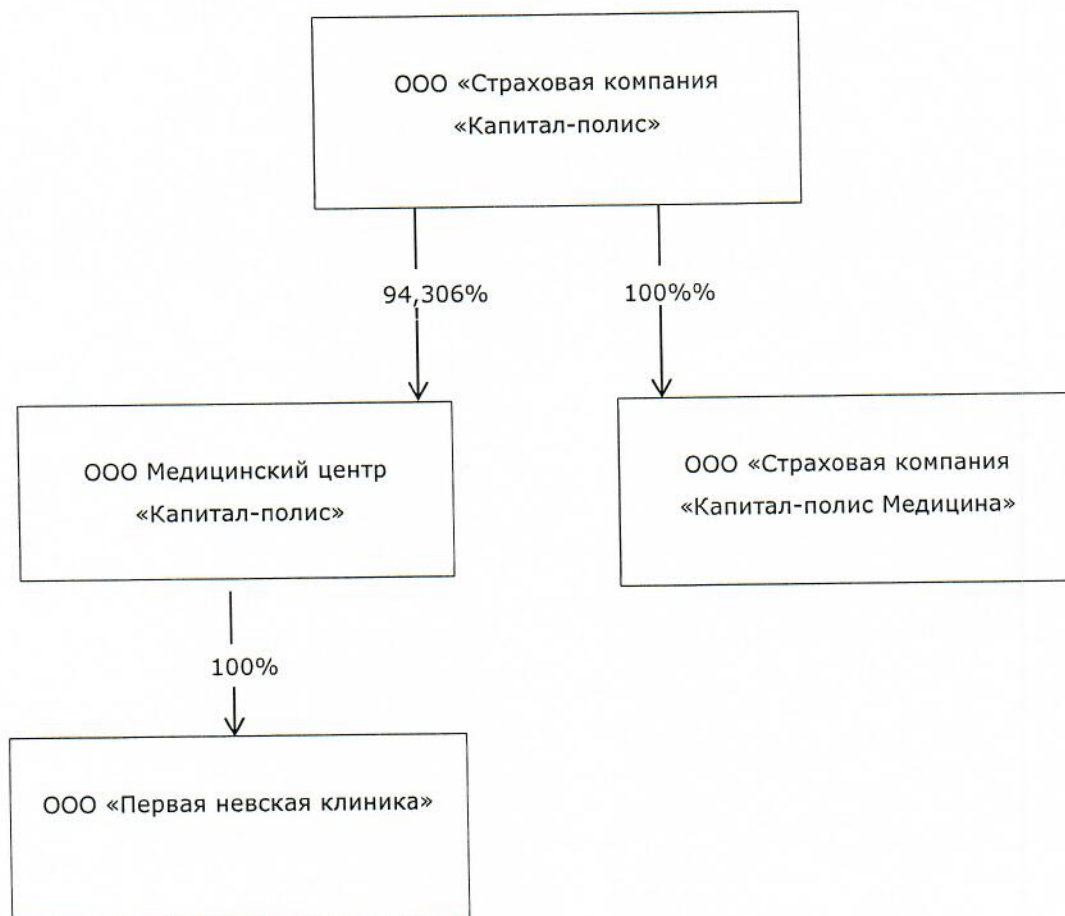 ООО «Страховая компания
«Капитал-полис»
94,306%
100%%
ООО Медицинский центр
«Капитал-полис»
ООО «Страховая компания
«Капитал-полис Медицина»
100%
ООО «Первая невская клиника»